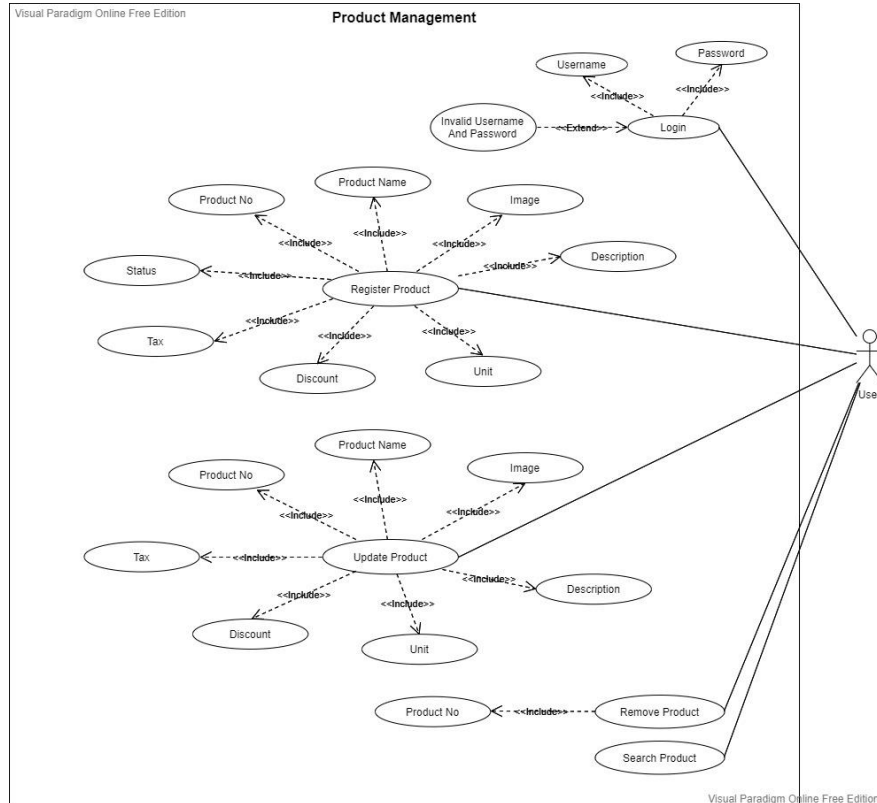 Visual Paradigm Online Free Edition
Product Management
Password
Username
<<Include>>
<<Include>>
Invalid Username
And Password
<<Extend>>
Login
Product Name
Product No
Image
<<Include>>
<<Include>>
<<Include>>
Description
<<Include>>
Status
<<Include>>
Register Product
Tax
<<Include>>
<<Include>>
<<Include>>
Discount
Unit
Use
Product Name
Product No
Image
<<Include>>
<<Include>>
<<Include>>
Tax
<<Include>>
Update Product
<<Include>>
Description
<<Include>>
<<Include>>
Discount
Unit
Product No
<<Include>>
Remove Product
Search Product
Visual Paradigm Online Free Edition